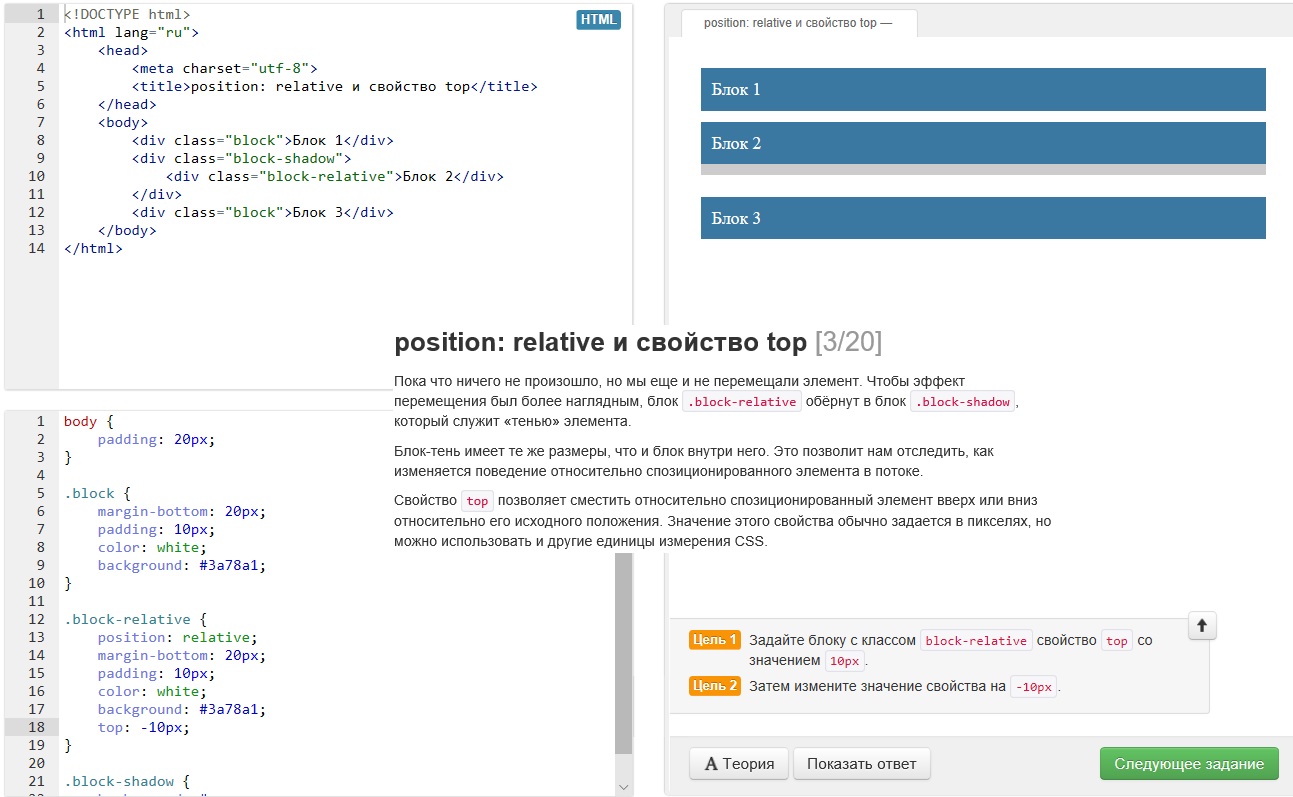 1 <!DOCTYPE html>
HTML
2 <html lang="ru">
3 <head>
4 <meta charset="utf-8">
5 <title>position: relative и свойство top</title>
6 </head>
7 <body>
8 <div class="block">Блок 1</div>
9 <div class="block-shadow">
10 <div class="block-relative">Блок 2</div>
11 </div>
12 <div class="block">Блок 3</div>
13 </body>
14 </html>
position: relative и свойство top —
Блок 1
Блок 2
Блок 3
position: relative и свойство top [3/20]
Пока что ничего не произошло, но мы еще и не перемещали элемент. Чтобы эффект
перемещения был более наглядным, блок .block-relative обёрнут в блок .block-shadow,
который служит «тенью» элемента.
Блок-тень имеет те же размеры, что и блок внутри него. Это позволит нам отследить, как
изменяется поведение относительно спозиционированного элемента в потоке.
Свойство top позволяет сместить относительно спозиционированный элемент вверх или вниз
относительно его исходного положения. Значение этого свойства обычно задается в пикселях, но
можно использовать и другие единицы измерения CSS.
1 body {
2 padding: 20px;
3 }
4
5 .block {
6 margin-bottom: 20px;
7 padding: 10px;
8 color: white;
9 background: #3a78a1;
10 }
11
12 .block-relative {
13 position: relative;
14 margin-bottom: 20px;
15 padding: 10px;
16 color: white;
17 background: #3a78a1;
18 top: -10px;
19 }
20
21 .block-shadow {
Цель 1 Задайте блоку с классом block-relative свойство top со
значением 10px.
Цель 2 Затем измените значение свойства на -10px.
A Теория
Показать ответ
Следующее задание